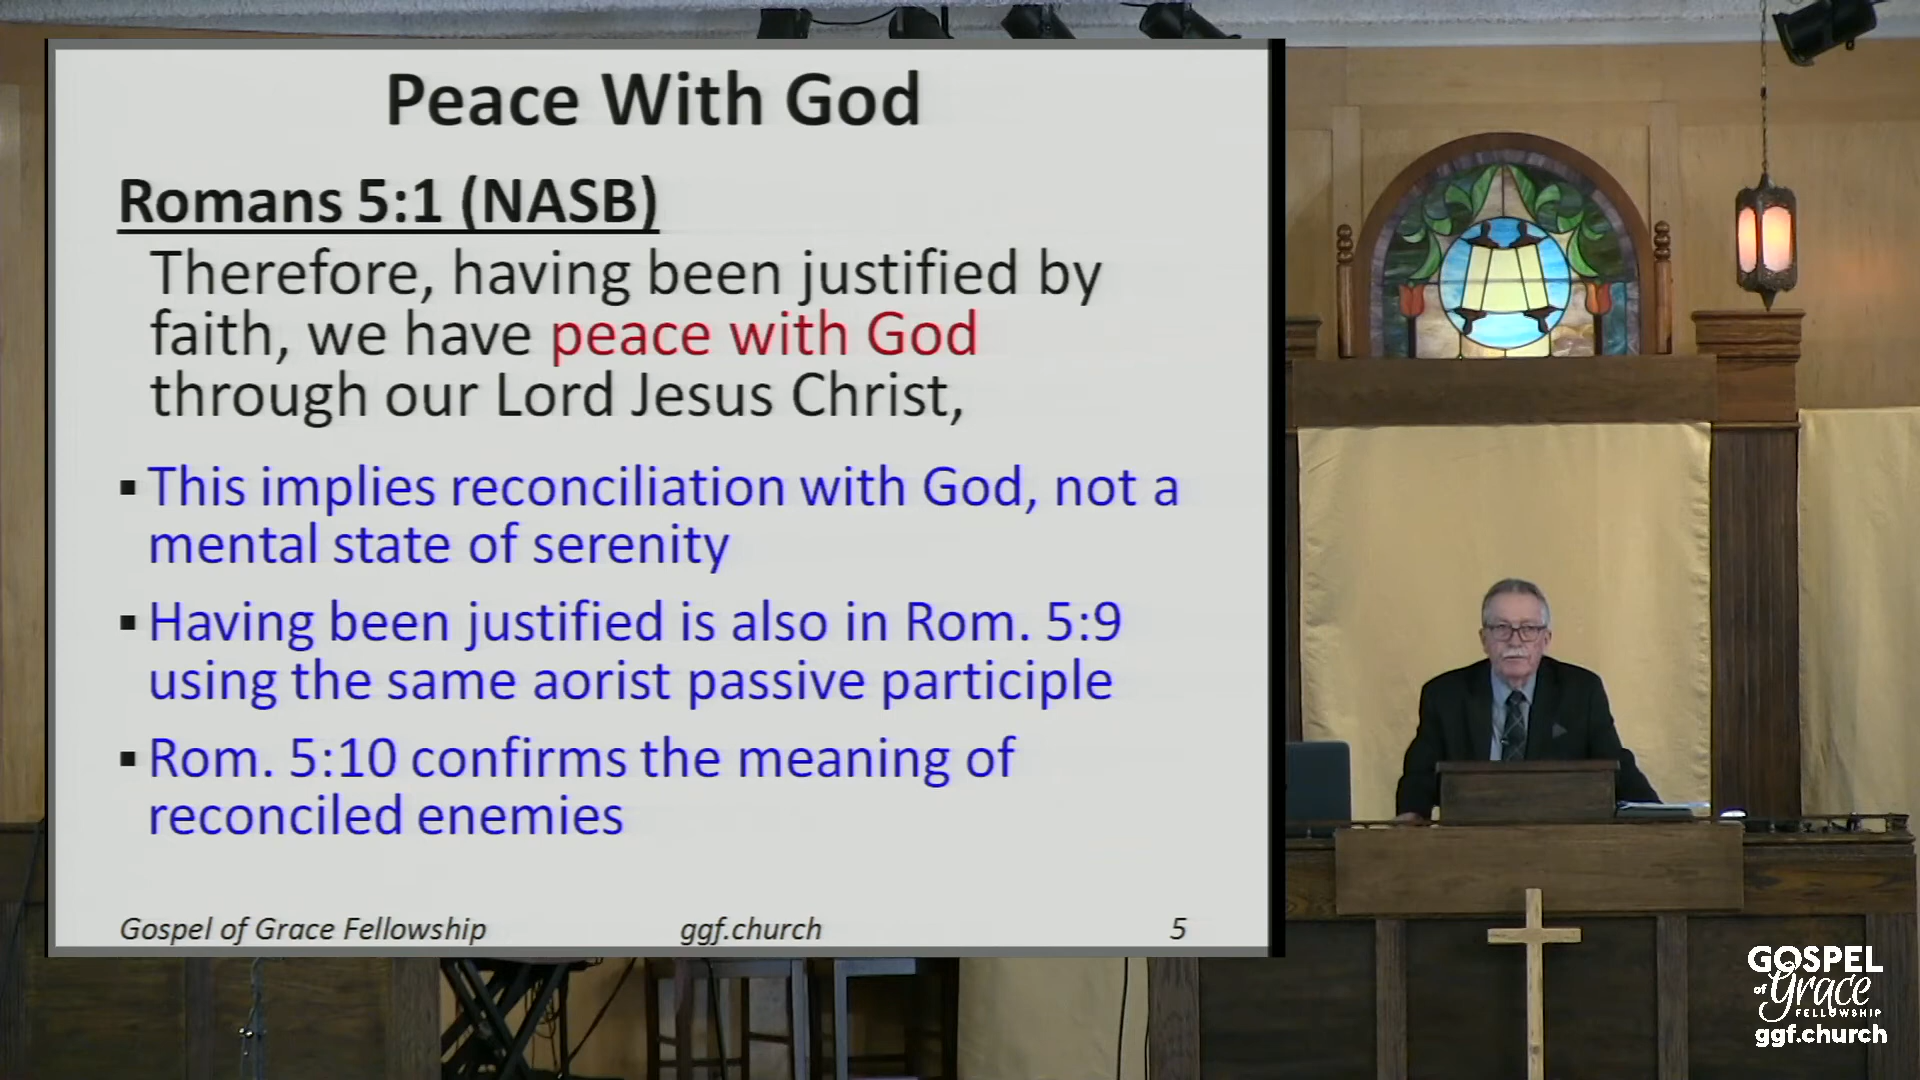 Peace With God
Romans 5:1 (NASB)
Therefore, having been justified by
faith, we have peace with God
through our Lord Jesus Christ,
▪ This implies reconciliation with God, not a
mental state of serenity
▪ Having been justified is also in Rom. 5:9
using the same aorist passive participle
▪ Rom. 5:10 confirms the meaning of
reconciled enemies
Gospel of Grace Fellowship ggf.church 5
GOSPEL
of Grace
FELLOWSHIP
ggf.church